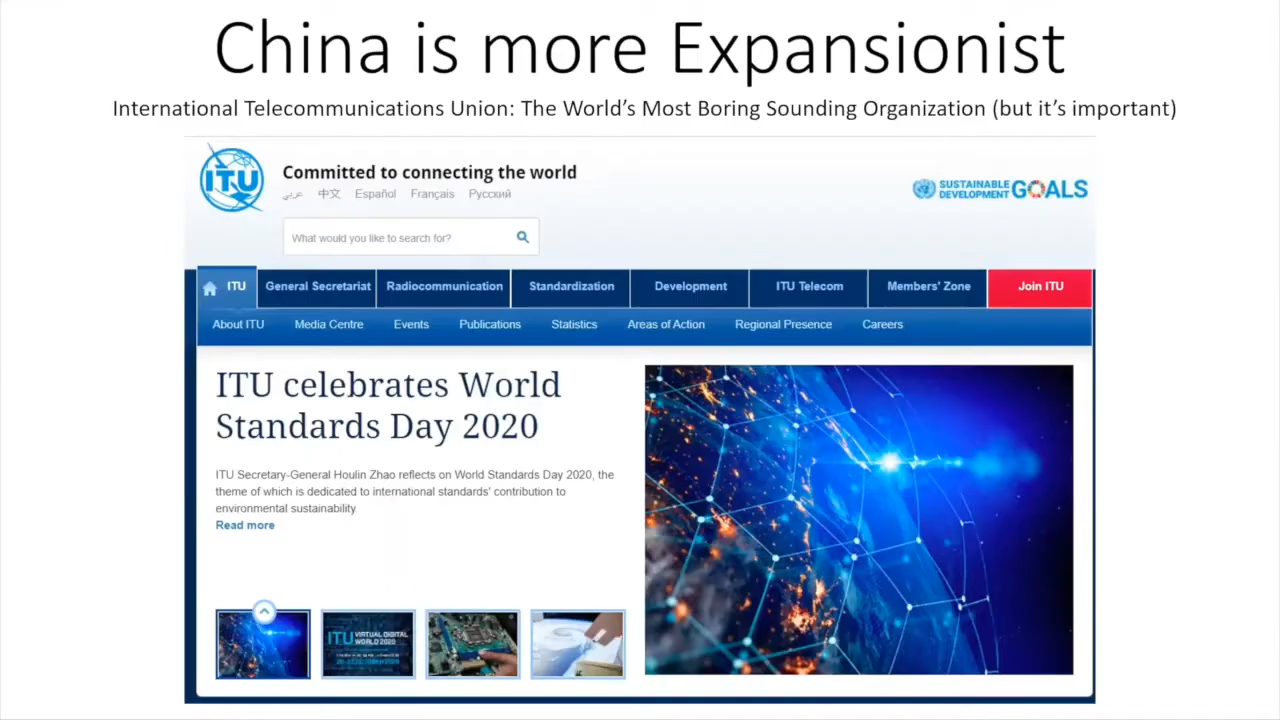 China is more Expansionist
International Telecommunications Union: The World's Most Boring Sounding Organization (but it's important)
ITU
Committed to connecting the world
عربي 中文 Español Français Русский
SUSTAINABLE DEVELOPMENT GOALS
What would you like to search for?
ITU General Secretariat Radiocommunication Standardization Development ITU Telecom Members' Zone Join ITU
About ITU Media Centre Events Publications Statistics Areas of Action Regional Presence Careers
ITU celebrates World
Standards Day 2020
ITU Secretary-General Houlin Zhao reflects on World Standards Day 2020, the
theme of which is dedicated to international standards' contribution to
environmental sustainability.
Read more
ITU VIRTUAL DIGITAL
WORLD 2020